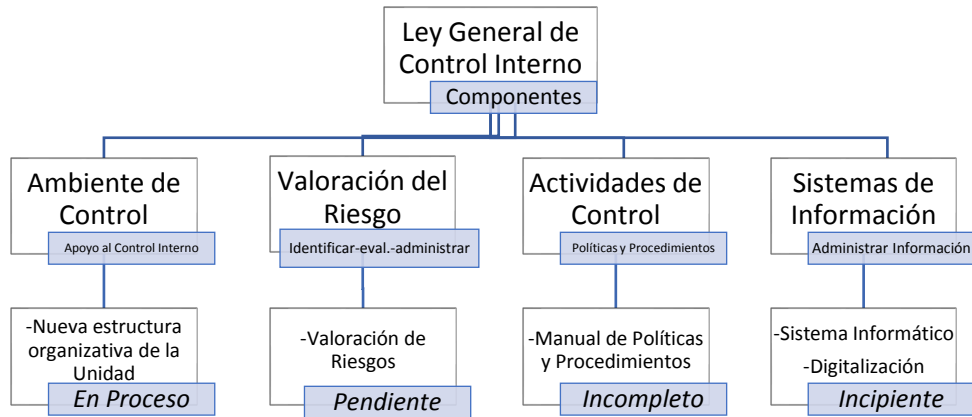 Ley General de
Control Interno
Componentes
Ambiente de
Control
Apoyo al Control Interno
Valoración del
Riesgo
Identificar-eval.-administrar
Actividades de
Control
Políticas y Procedimientos
Sistemas de
Información
Administrar Información
-Nueva estructura
organizativa de la
Unidad
En Proceso
-Valoración de
Riesgos
Pendiente
-Manual de Políticas
y Procedimientos
Incompleto
-Sistema Informático
-Digitalización
Incipiente